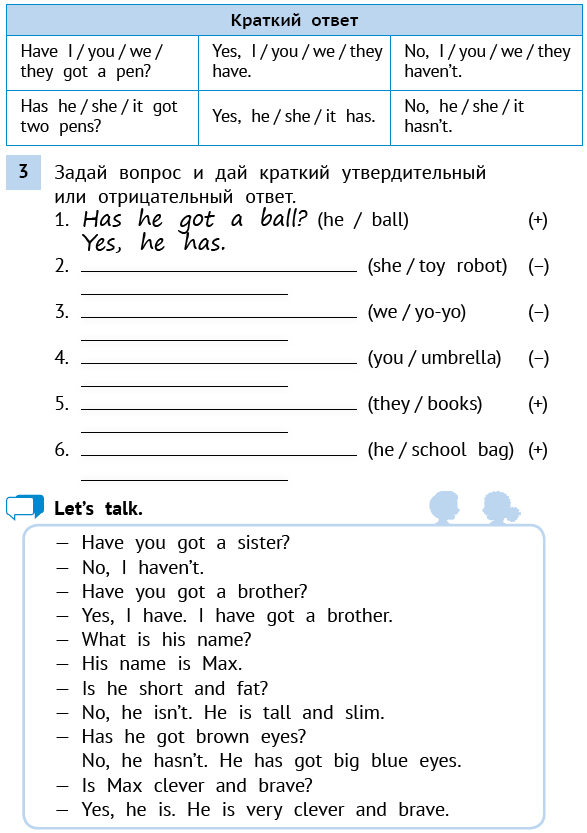 Краткий ответ
Have I / you / we / they got a pen?
Yes, I / you / we / they have.
No, I / you / we / they haven't.
Has he / she / it got two pens?
Yes, he / she / it has.
No, he / she / it hasn't.
3 Задай вопрос и дай краткий утвердительный
или отрицательный ответ.
1. Has he got a ball? (he / ball) (+)
Yes, he has.
2. (she / toy robot) (–)
3. (we / yo-yo) (–)
4. (you / umbrella) (–)
5. (they / books) (+)
6. (he / school bag) (+)
Let's talk.
— Have you got a sister?
— No, I haven't.
— Have you got a brother?
— Yes, I have. I have got a brother.
— What is his name?
— His name is Max.
— Is he short and fat?
— No, he isn't. He is tall and slim.
— Has he got brown eyes?
No, he hasn't. He has got big blue eyes.
— Is Max clever and brave?
— Yes, he is. He is very clever and brave.